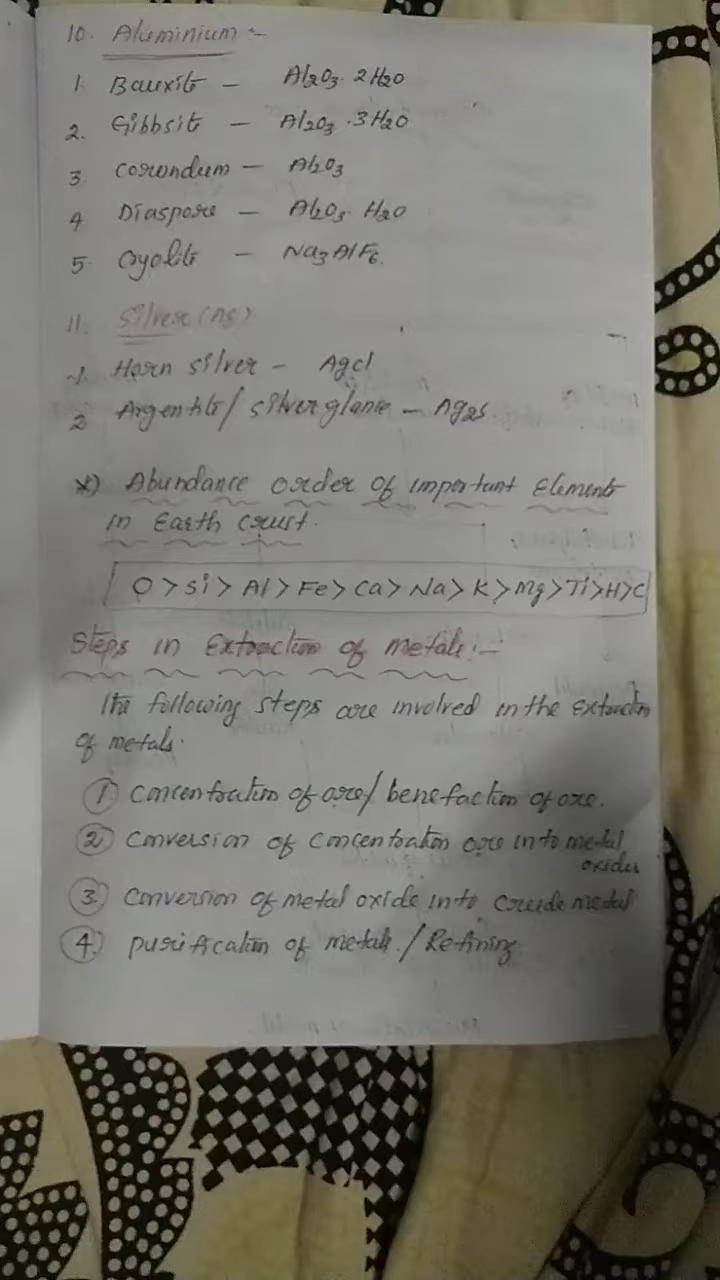 10. Aluminium :-
1. Bauxite - Al2O3. 2H2O
2. Gibbsite - Al2O3 .3H2O
3. Corundum - Al2O3
4 Diaspore - Al2O3. H2O
5. Cryolite - Na3AlF6.
11. Silver (Ag)
1. Horn silver - Agcl
2 Argentite/ silver glance - Ag2s
*) Abundance order of important Elements
in Earth crust.
O > Si > Al > Fe > Ca > Na > K > Mg > Ti > H > C
Steps in Extraction of metals :-
The following steps are involved in the extraction
of metals.
1. Concentration of ore/ benefaction of ore.
2. Conversion of concentration ore into metal
oxides
3. Conversion of metal oxide into crude metal
4. purification of metals. / Refining